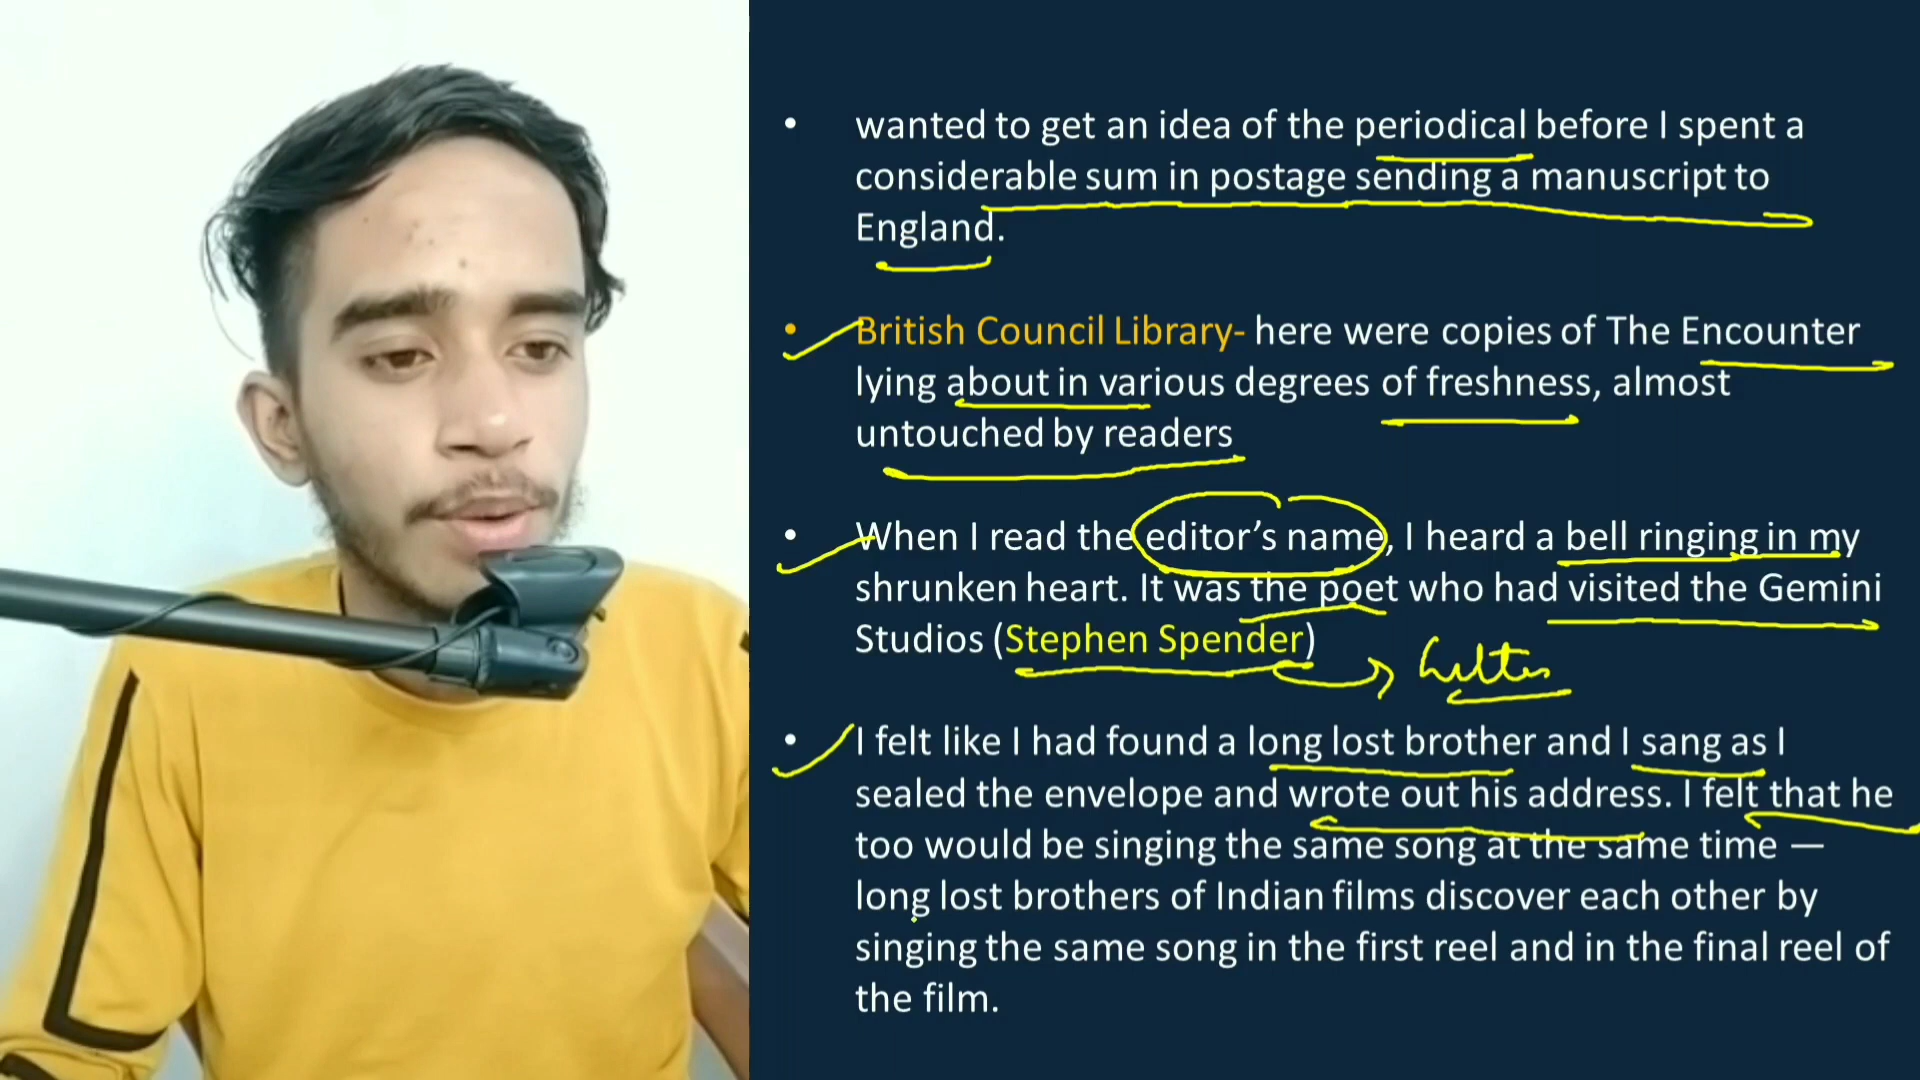 • wanted to get an idea of the periodical before I spent a
considerable sum in postage sending a manuscript to
England.
• British Council Library- here were copies of The Encounter
lying about in various degrees of freshness, almost
untouched by readers
• When I read the editor’s name, I heard a bell ringing in my
shrunken heart. It was the poet who had visited the Gemini
Studios (Stephen Spender)
• I felt like I had found a long lost brother and I sang as I
sealed the envelope and wrote out his address. I felt that he
too would be singing the same song at the same time —
long lost brothers of Indian films discover each other by
singing the same song in the first reel and in the final reel of
the film.